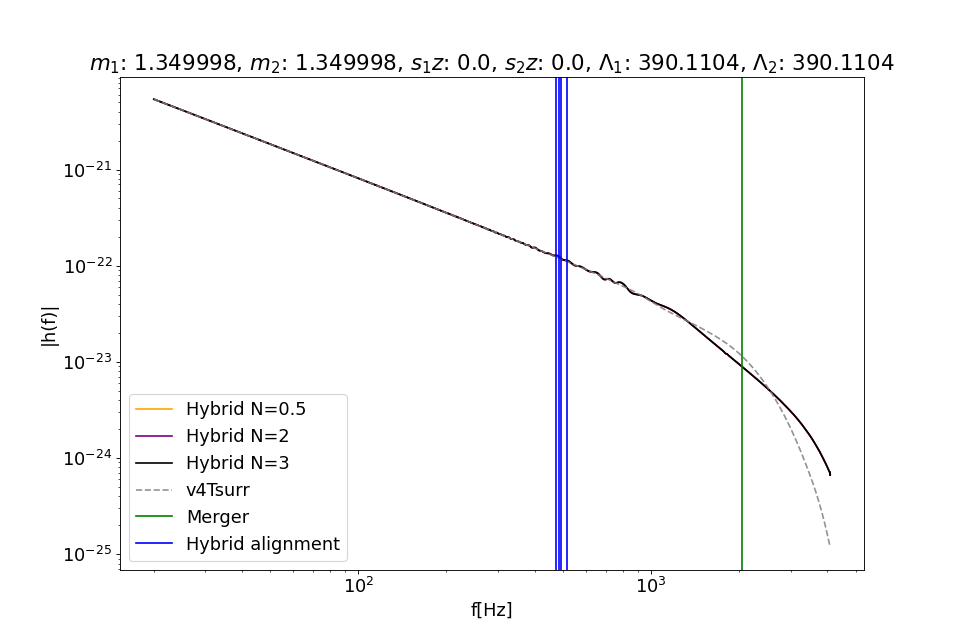 m₁: 1.349998, m₂: 1.349998, s₁z: 0.0, s₂z: 0.0, Λ₁: 390.1104, Λ₂: 390.1104
|h(f)|
10⁻²¹
10⁻²²
10⁻²³
10⁻²⁴
10⁻²⁵
Hybrid N=0.5
Hybrid N=2
Hybrid N=3
v4Tsurr
Merger
Hybrid alignment
10² 10³
f[Hz]